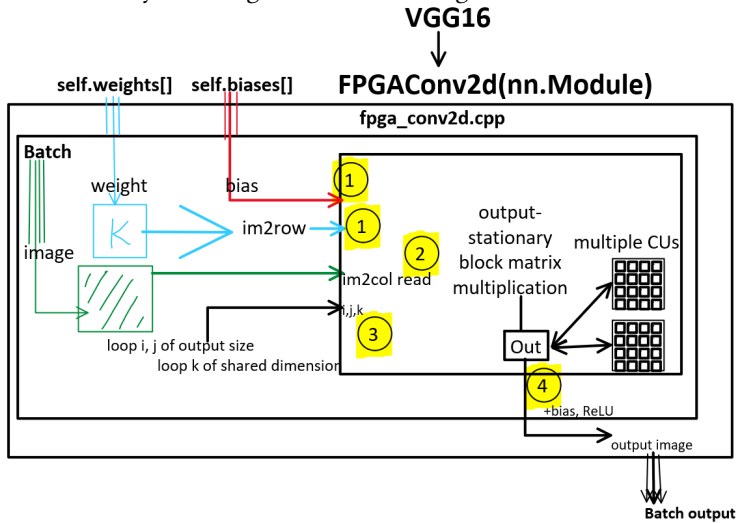 VGG16
self.weights[]
self.biases[]
FPGAConv2d(nn.Module)
fpga_conv2d.cpp
Batch
weight
bias
1
K
im2row
1
output-
stationary
block matrix
multiplication
multiple CUs
image
2
im2col read
i,j,k
3
loop i, j of output size
loop k of shared dimension
Out
4
+bias, ReLU
output image
Batch output